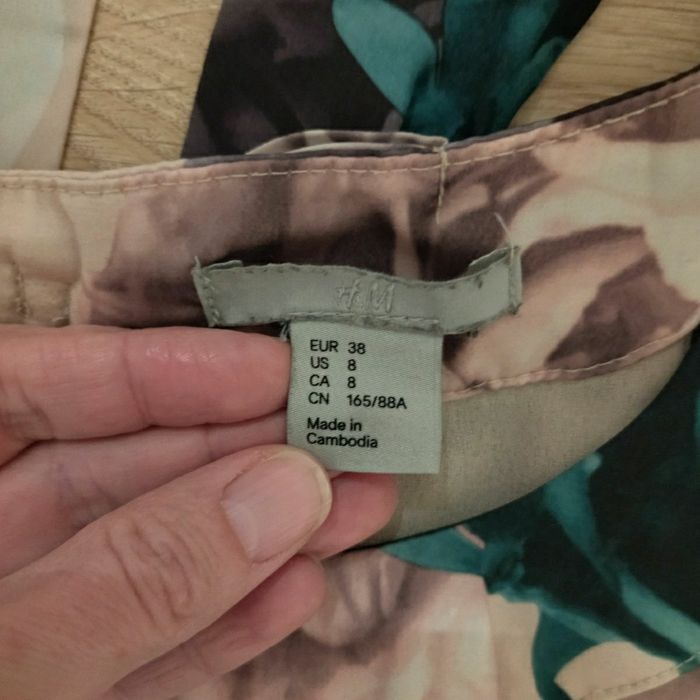 H&M
EUR 38
US 8
CA 8
CN 165/88A
Made in
Cambodia